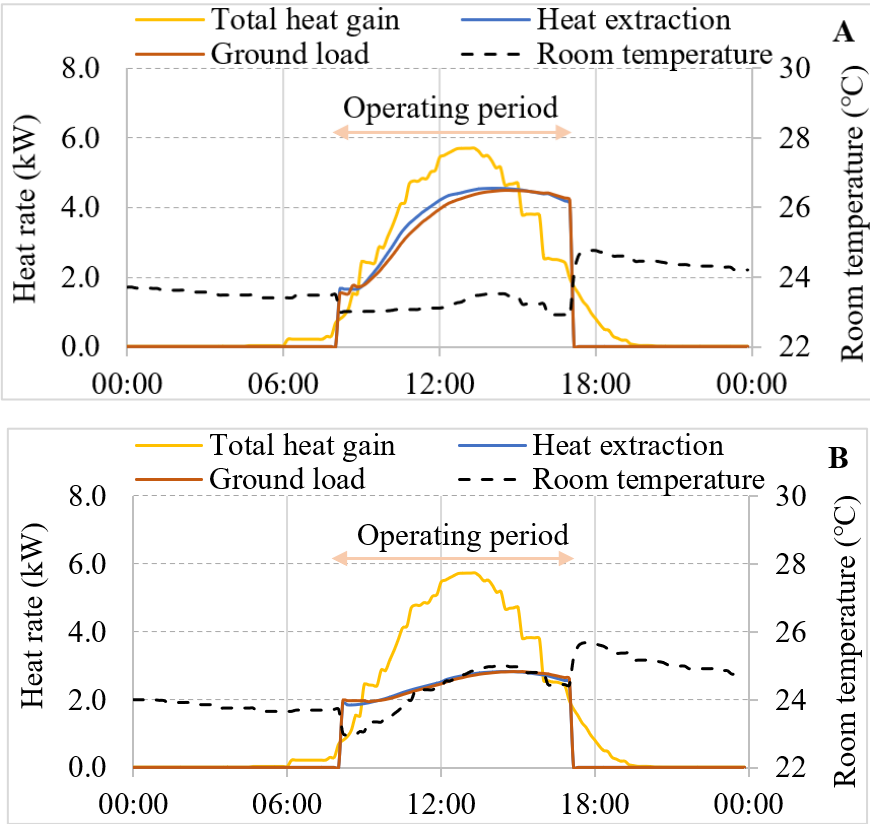 Total heat gain Heat extraction A
Ground load Room temperature
8.0 30
Operating period
6.0 28
4.0 26
2.0 24
0.0 22
00:00 06:00 12:00 18:00 00:00
Heat rate (kW)
Room temperature (°C)
Total heat gain Heat extraction B
Ground load Room temperature
8.0 30
Operating period
6.0 28
4.0 26
2.0 24
0.0 22
00:00 06:00 12:00 18:00 00:00
Heat rate (kW)
Room temperature (°C)